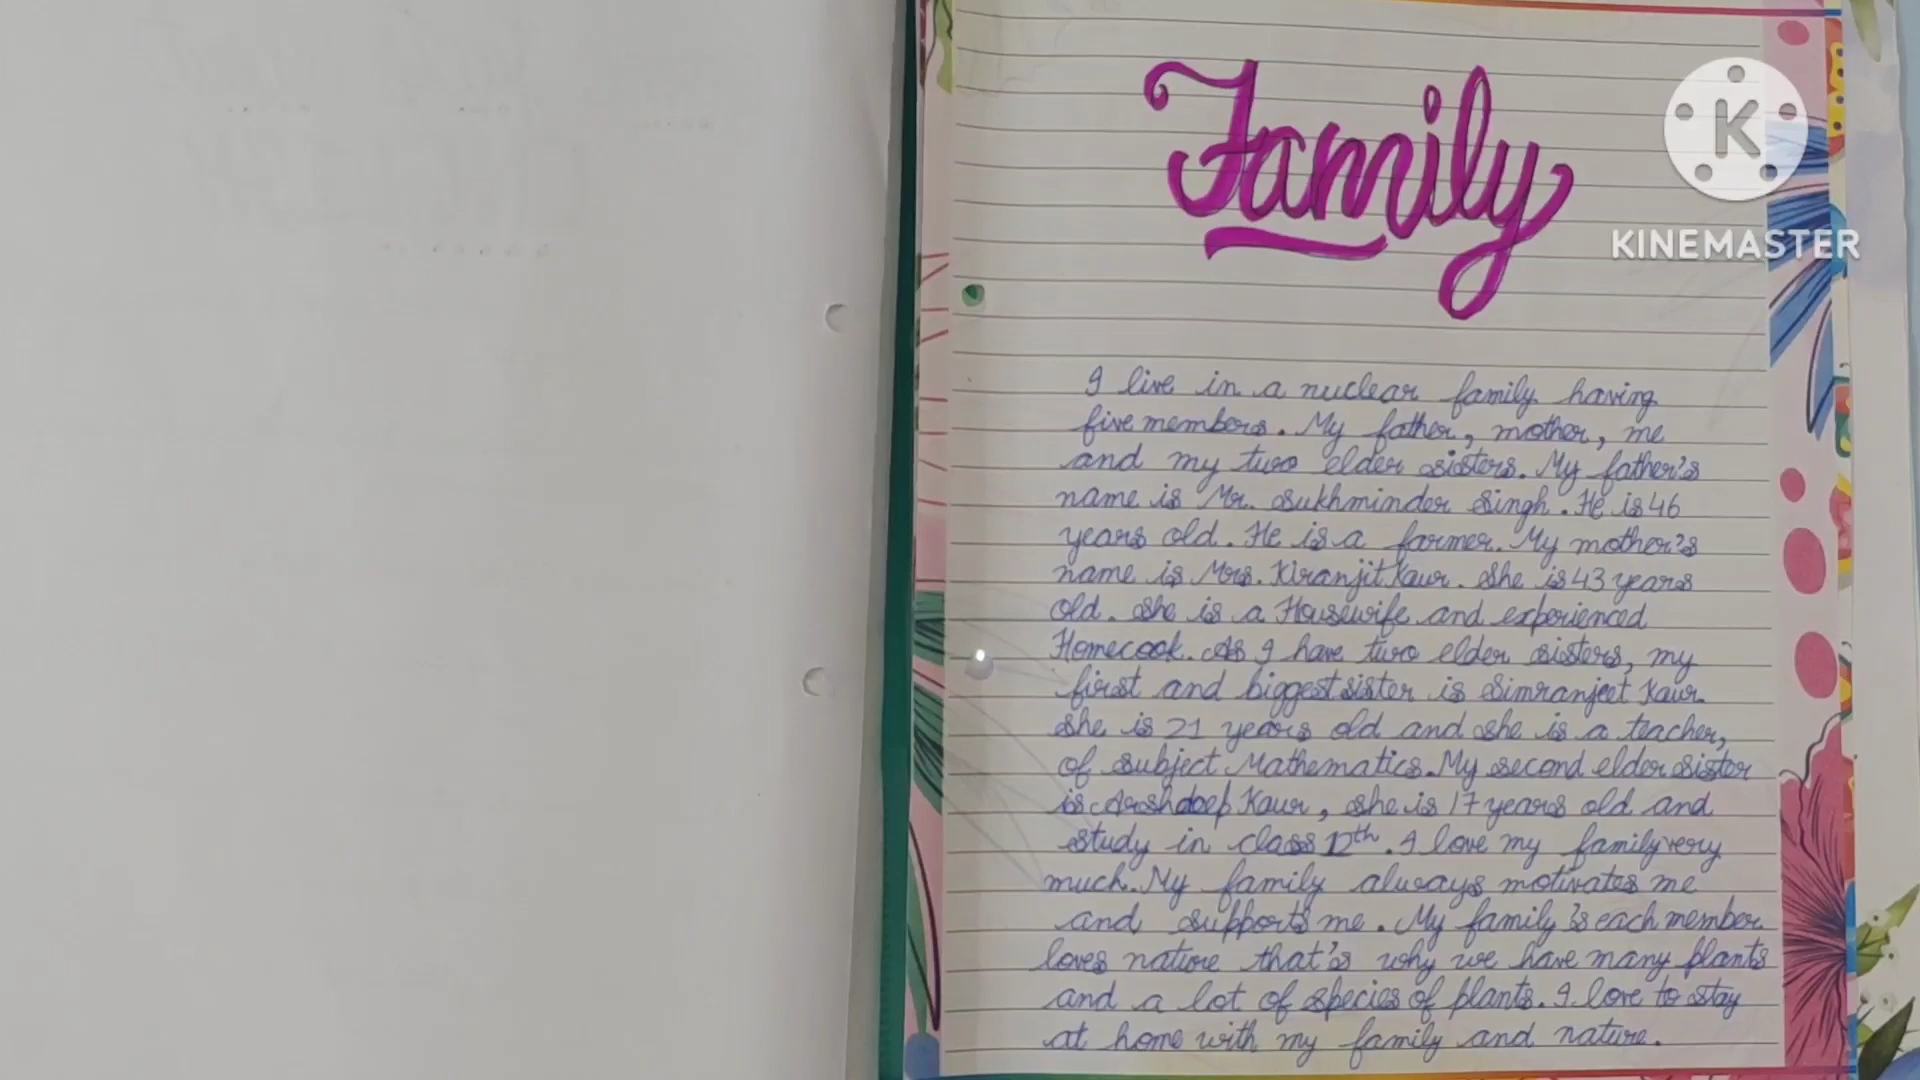 Family
K
KINEMASTER
I live in a nuclear family having
five members. My father, mother, me
and my two elder sisters. My father's
name is Mr. Sukhminder Singh. He is 46
years old. He is a farmer. My mother's
name is Mrs. Kiranjit Kaur. She is 43 years
old. She is a Housewife and experienced
Homecook. As I have two elder sisters, my
first and biggest sister is Simranjeet Kaur.
She is 21 years old and she is a teacher,
of subject Mathematics. My second elder sister
is Arshdeep Kaur, she is 17 years old and
study in class 12th. I love my family very
much. My family always motivates me
and supports me. My family's each member
loves nature that's why we have many plants
and a lot of species of plants. I love to stay
at home with my family and nature.